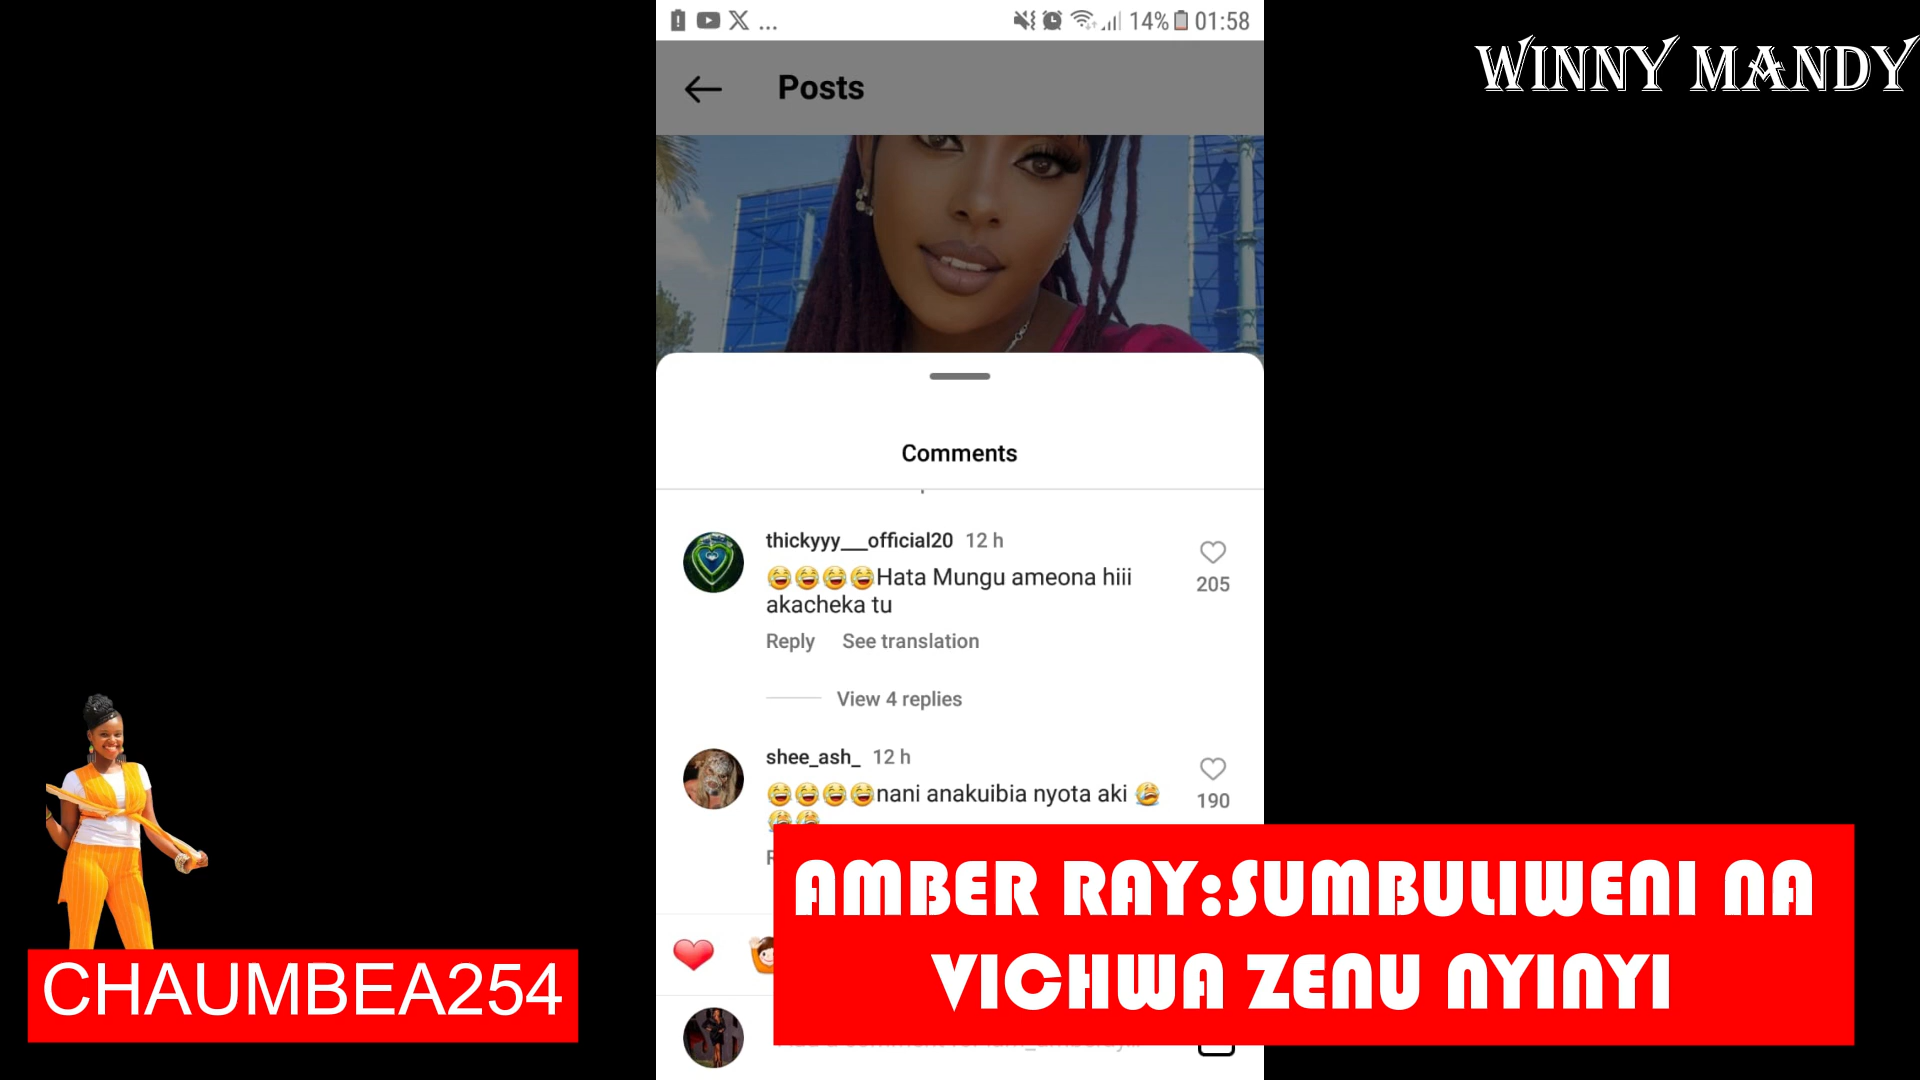 ... 14% 01:58
WINNY MANDY
Posts
Comments
thickyyy___official20 12 h
😂😂😂😂Hata Mungu ameona hiii
akacheka tu
205
Reply See translation
View 4 replies
shee_ash_ 12 h
😂😂😂😂nani anakuibia nyota aki 😭
😭😭
190
AMBER RAY:SUMBULIWENI NA
VICHWA ZENU NYINYI
CHAUMBEA254